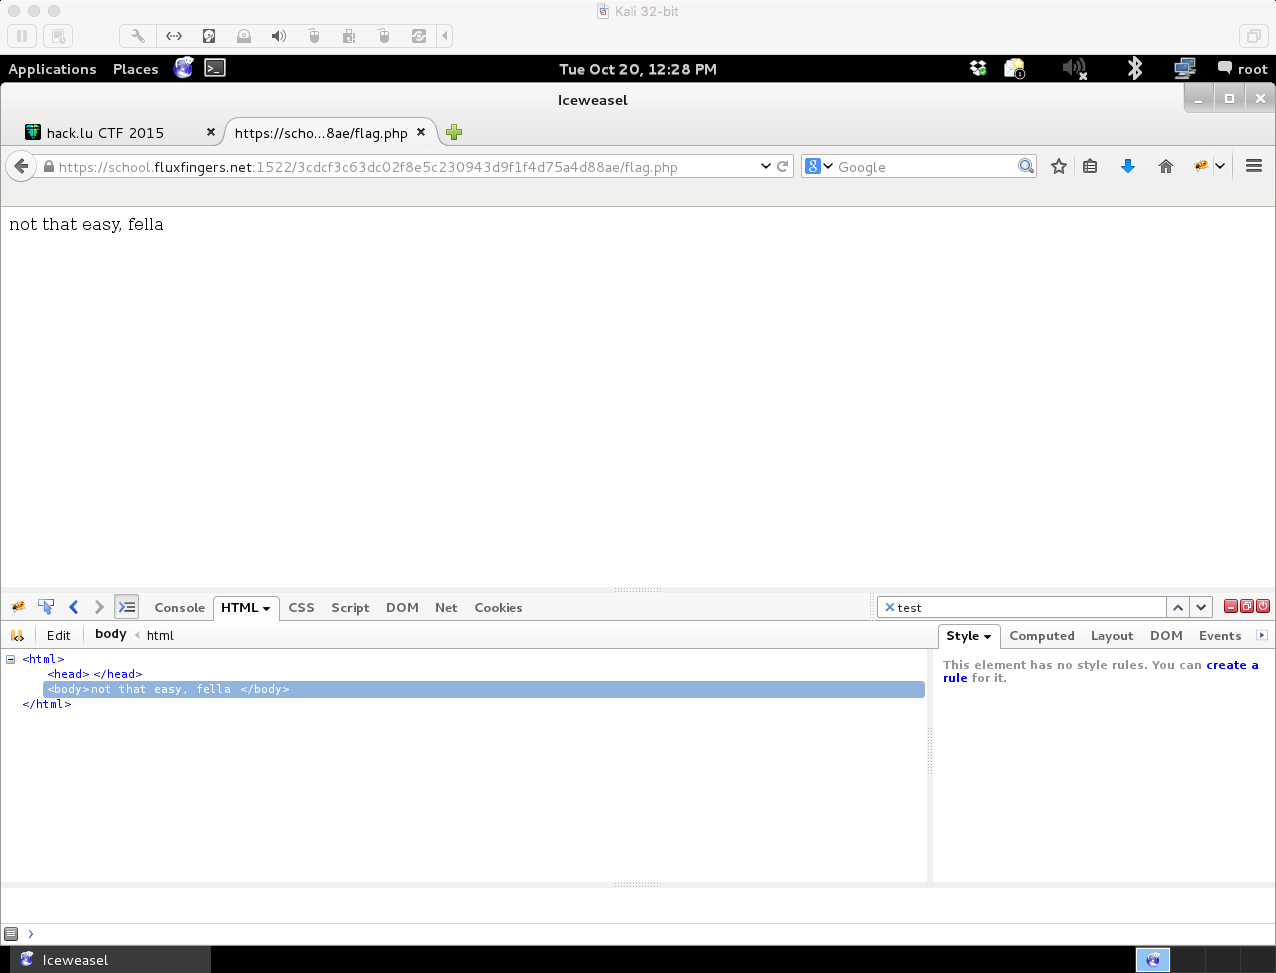 Kali 32-bit
Applications Places Tue Oct 20, 12:28 PM 1 root
Iceweasel
hack.lu CTF 2015 https://scho...8ae/flag.php
https://school.fluxfingers.net:1522/3cdcf3c63dc02f8e5c230943d9f1f4d75a4d88ae/flag.php Google
not that easy, fella
Console HTML CSS Script DOM Net Cookies test
Edit body < html Style Computed Layout DOM Events
<html>
<head> </head>
<body>not that easy, fella </body>
</html>
This element has no style rules. You can create a
rule for it.
Iceweasel